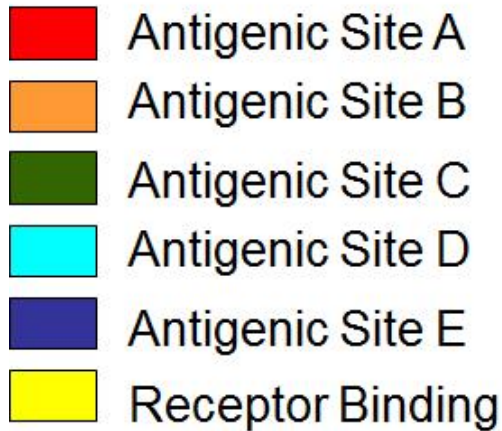 Antigenic Site A
Antigenic Site B
Antigenic Site C
Antigenic Site D
Antigenic Site E
Receptor Binding